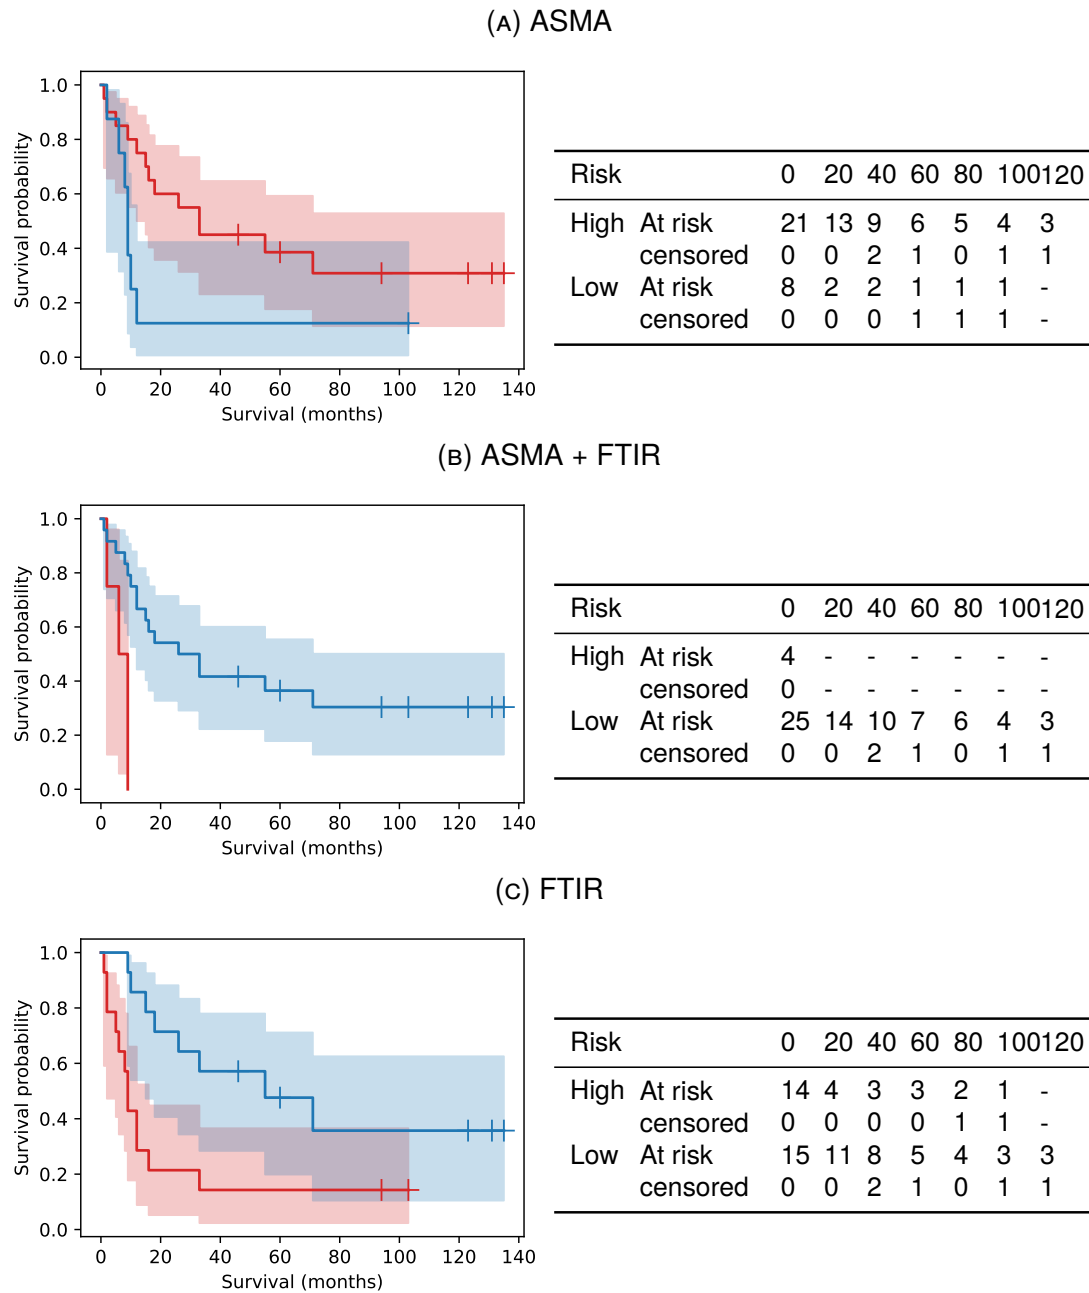 (A) ASMA
1.0
0.8
0.6
0.4
0.2
0.0
Survival probability
0 20 40 60 80 100 120 140
Survival (months)
Risk 0 20 40 60 80 100 120
High At risk 21 13 9 6 5 4 3
censored 0 0 2 1 0 1 1
Low At risk 8 2 2 1 1 1 -
censored 0 0 0 1 1 1 -
(B) ASMA + FTIR
1.0
0.8
0.6
0.4
0.2
0.0
Survival probability
0 20 40 60 80 100 120 140
Survival (months)
Risk 0 20 40 60 80 100 120
High At risk 4 - - - - - -
censored 0 - - - - - -
Low At risk 25 14 10 7 6 4 3
censored 0 0 2 1 0 1 1
(C) FTIR
1.0
0.8
0.6
0.4
0.2
0.0
Survival probability
0 20 40 60 80 100 120 140
Survival (months)
Risk 0 20 40 60 80 100 120
High At risk 14 4 3 3 2 1 -
censored 0 0 0 0 1 1 -
Low At risk 15 11 8 5 4 3 3
censored 0 0 2 1 0 1 1